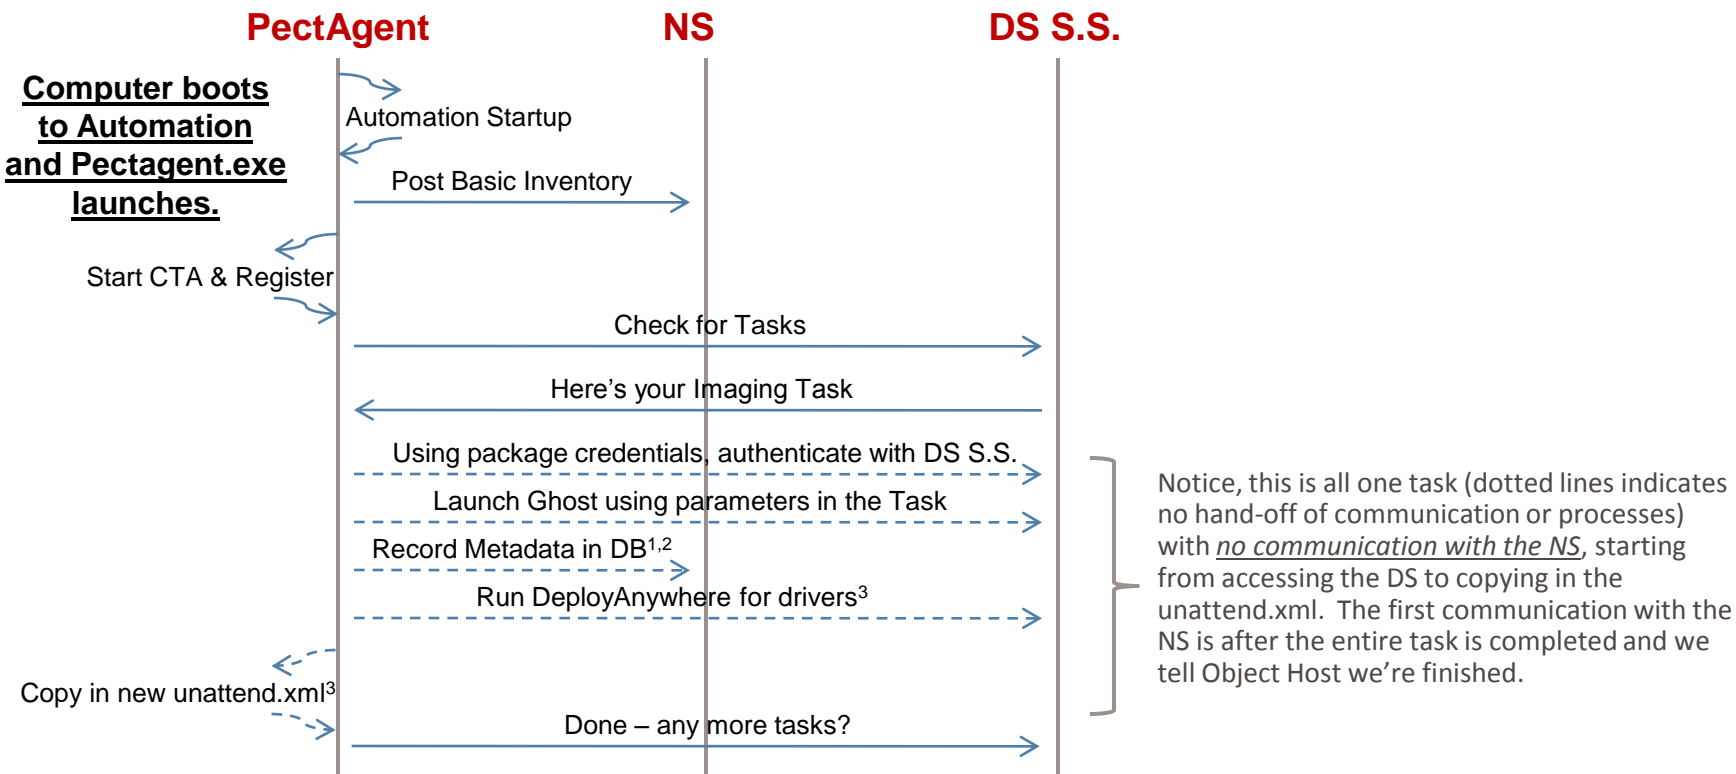 PectAgent
NS
DS S.S.
Computer boots
to Automation
and Pectagent.exe
launches.
Automation Startup
Post Basic Inventory
Start CTA & Register
Check for Tasks
Here’s your Imaging Task
Using package credentials, authenticate with DS S.S.
Launch Ghost using parameters in the Task
Record Metadata in DB1,2
Run DeployAnywhere for drivers3
Copy in new unattend.xml3
Done – any more tasks?
Notice, this is all one task (dotted lines indicates
no hand-off of communication or processes)
with no communication with the NS, starting
from accessing the DS to copying in the
unattend.xml. The first communication with the
NS is after the entire task is completed and we
tell Object Host we’re finished.